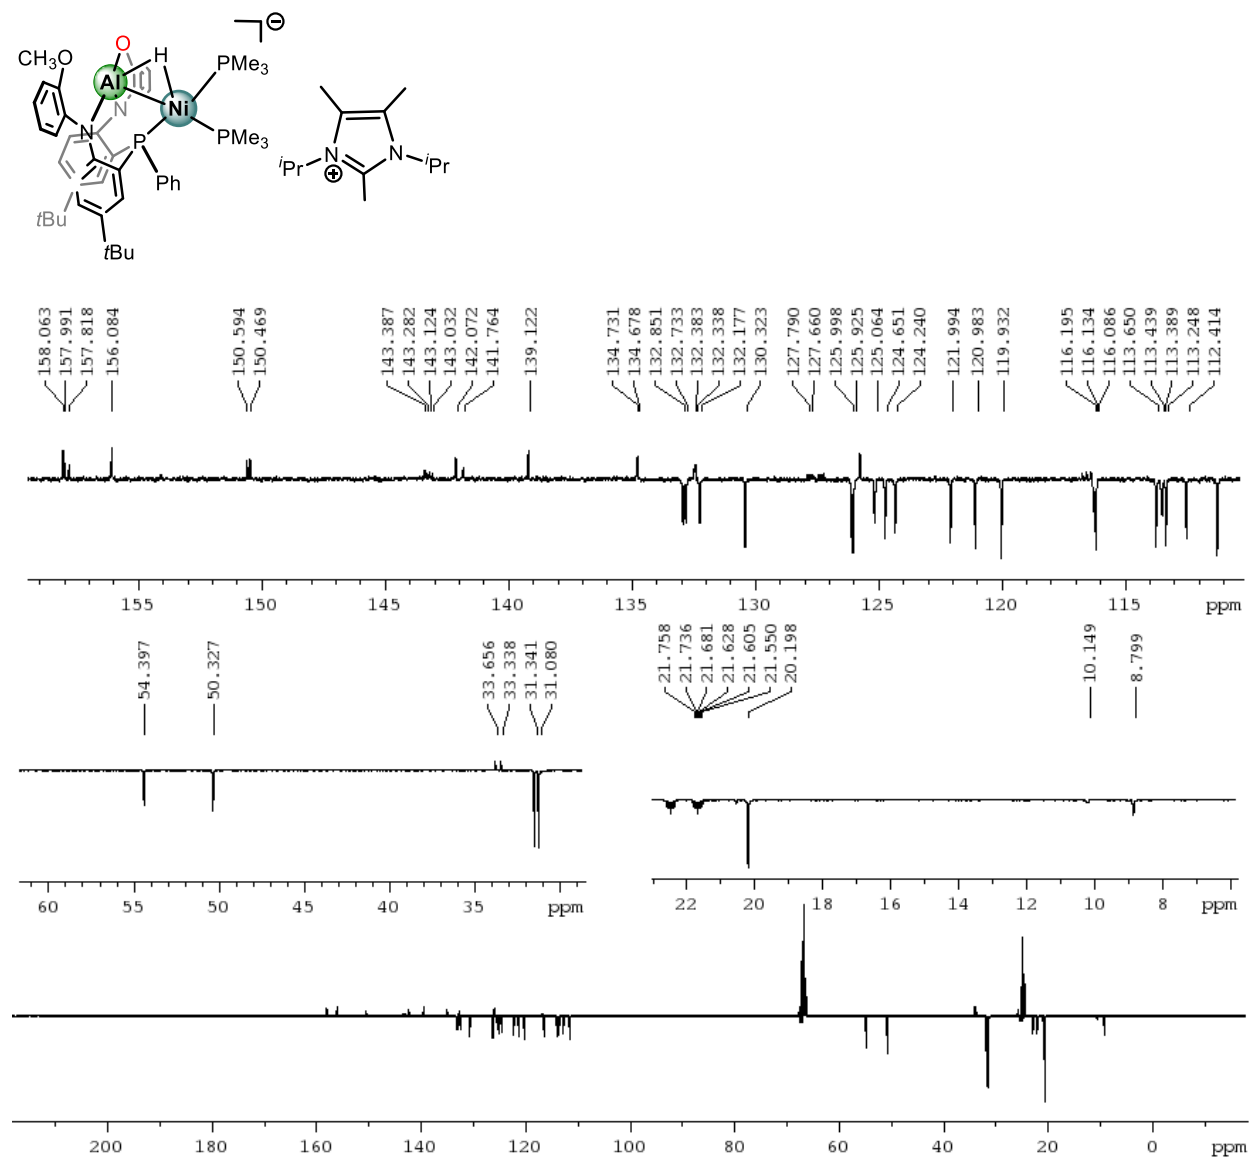 CH3O
O
H
PMe3
Al
Ni
N
N
P
PMe3
Ph
tBu
tBu
⊖
N
⊕
N
iPr
iPr
158.063
157.991
157.818
156.084
150.594
150.469
143.387
143.282
143.124
143.032
142.072
141.764
139.122
134.731
134.678
132.851
132.733
132.383
132.338
132.177
130.323
127.790
127.660
125.998
125.925
125.064
124.651
124.240
121.994
120.983
119.932
116.195
116.134
116.086
113.650
113.439
113.389
113.248
112.414
155 150 145 140 135 130 125 120 115 ppm
54.397
50.327
33.656
33.338
31.341
31.080
21.758
21.736
21.681
21.628
21.605
21.550
20.198
10.149
8.799
60 55 50 45 40 35 ppm
22 20 18 16 14 12 10 8 ppm
200 180 160 140 120 100 80 60 40 20 0 ppm